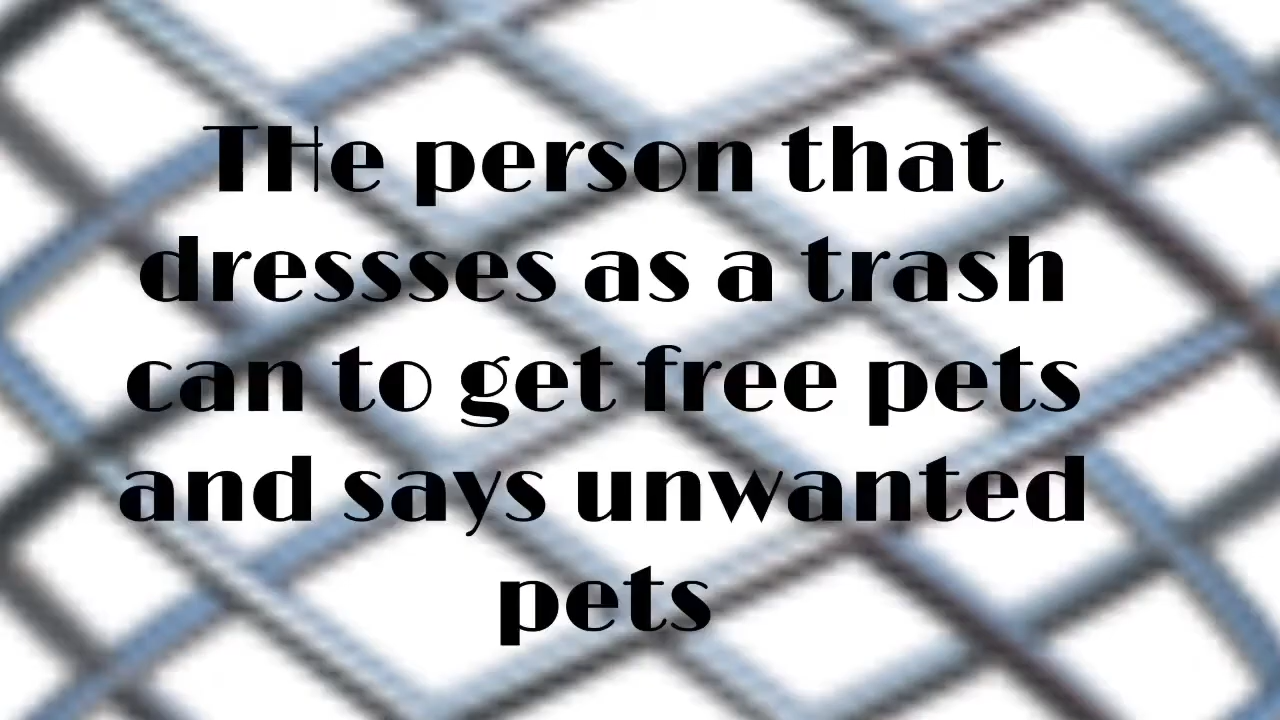 THe person that
dressses as a trash
can to get free pets
and says unwanted
pets